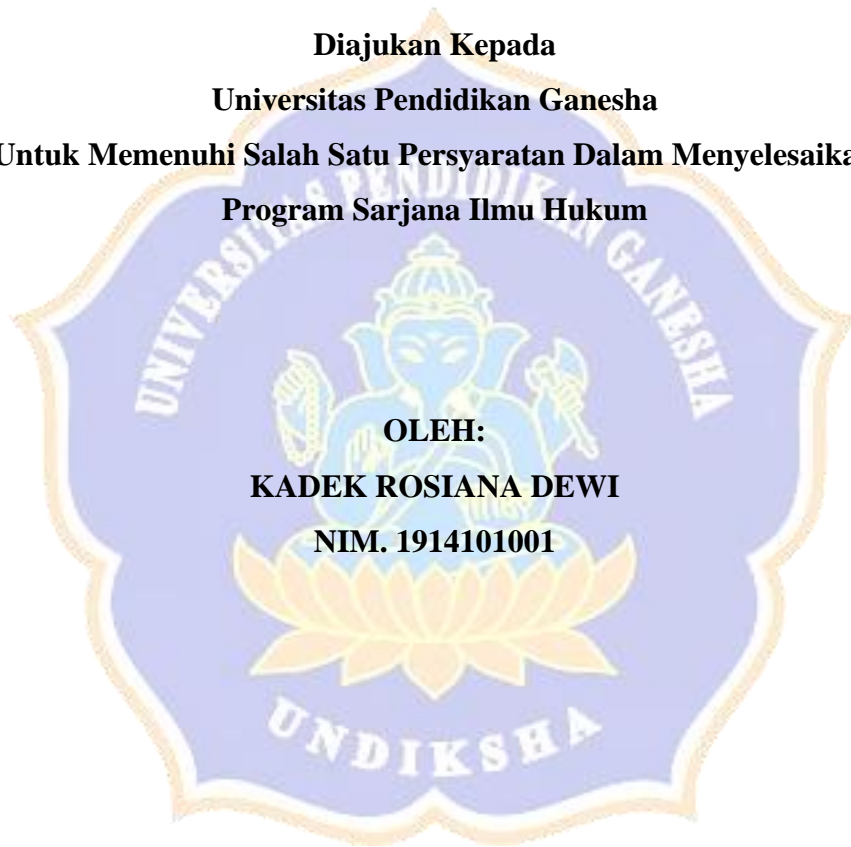 Diajukan Kepada
Universitas Pendidikan Ganesha
Untuk Memenuhi Salah Satu Persyaratan Dalam Menyelesaika
Program Sarjana Ilmu Hukum
UNIVERSITAS PENDIDIKAN GANESHA
OLEH:
KADEK ROSIANA DEWI
NIM. 1914101001
UNDIKSHA